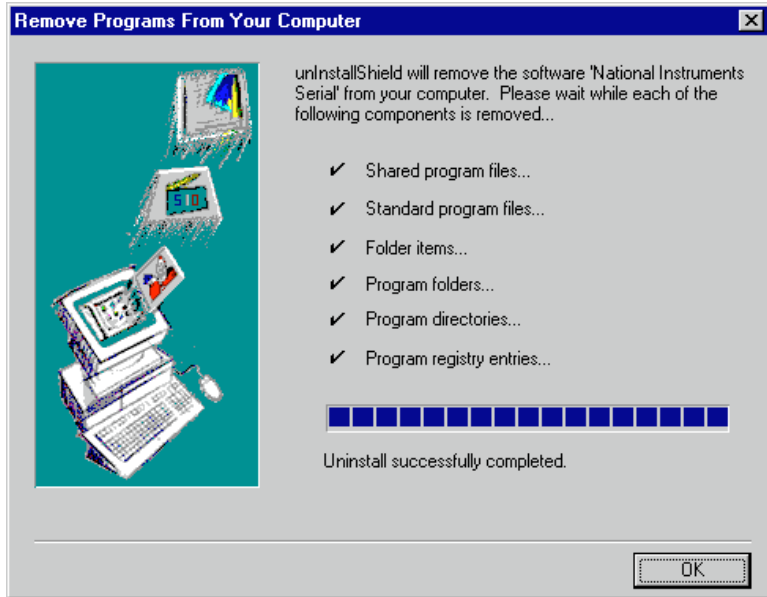 Remove Programs From Your Computer
unInstallShield will remove the software 'National Instruments
Serial' from your computer.  Please wait while each of the
following components is removed...
Shared program files...
Standard program files...
Folder items...
Program folders...
Program directories...
Program registry entries...
Uninstall successfully completed.
OK